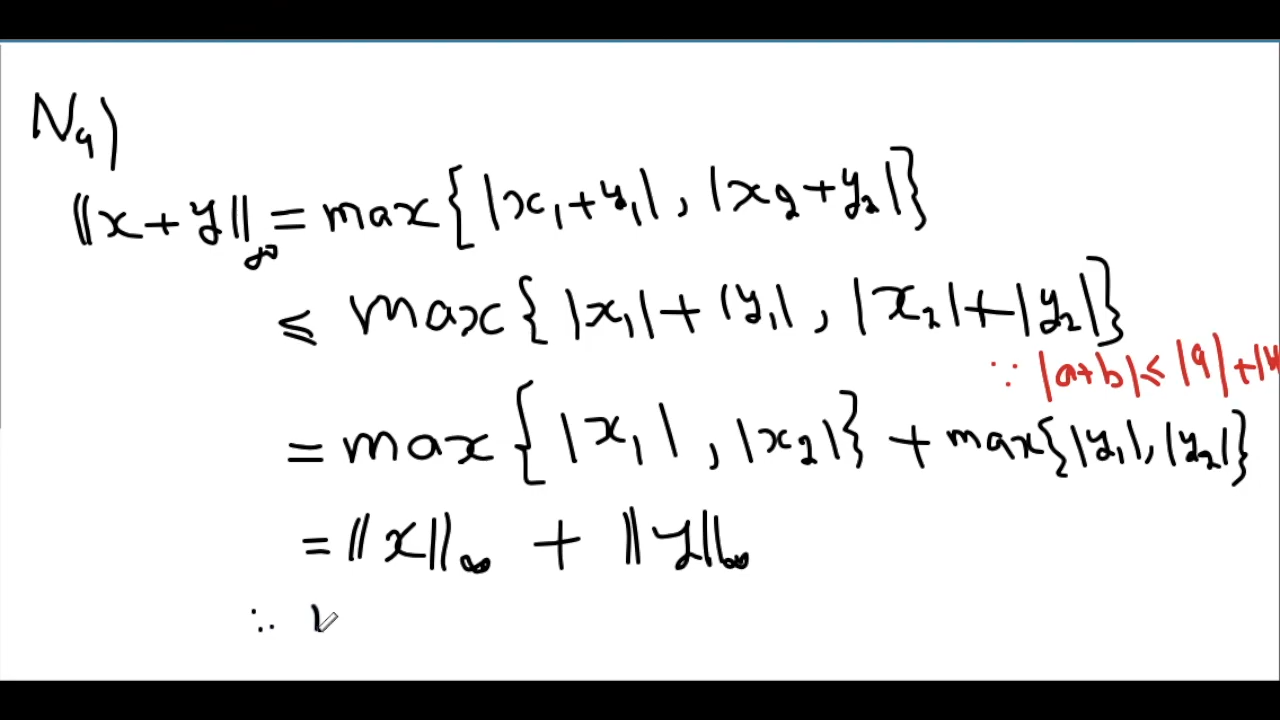 N₄)
‖x + y‖∞ = max{ |x₁+y₁| , |x₂+y₂| }
≤ max{ |x₁|+|y₁| , |x₂|+|y₂| }
∵ |a+b| ≤ |a| +
= max { |x₁| , |x₂| } + max{ |y₁| , |y₂| }
= ‖x‖∞ + ‖y‖∞
∵